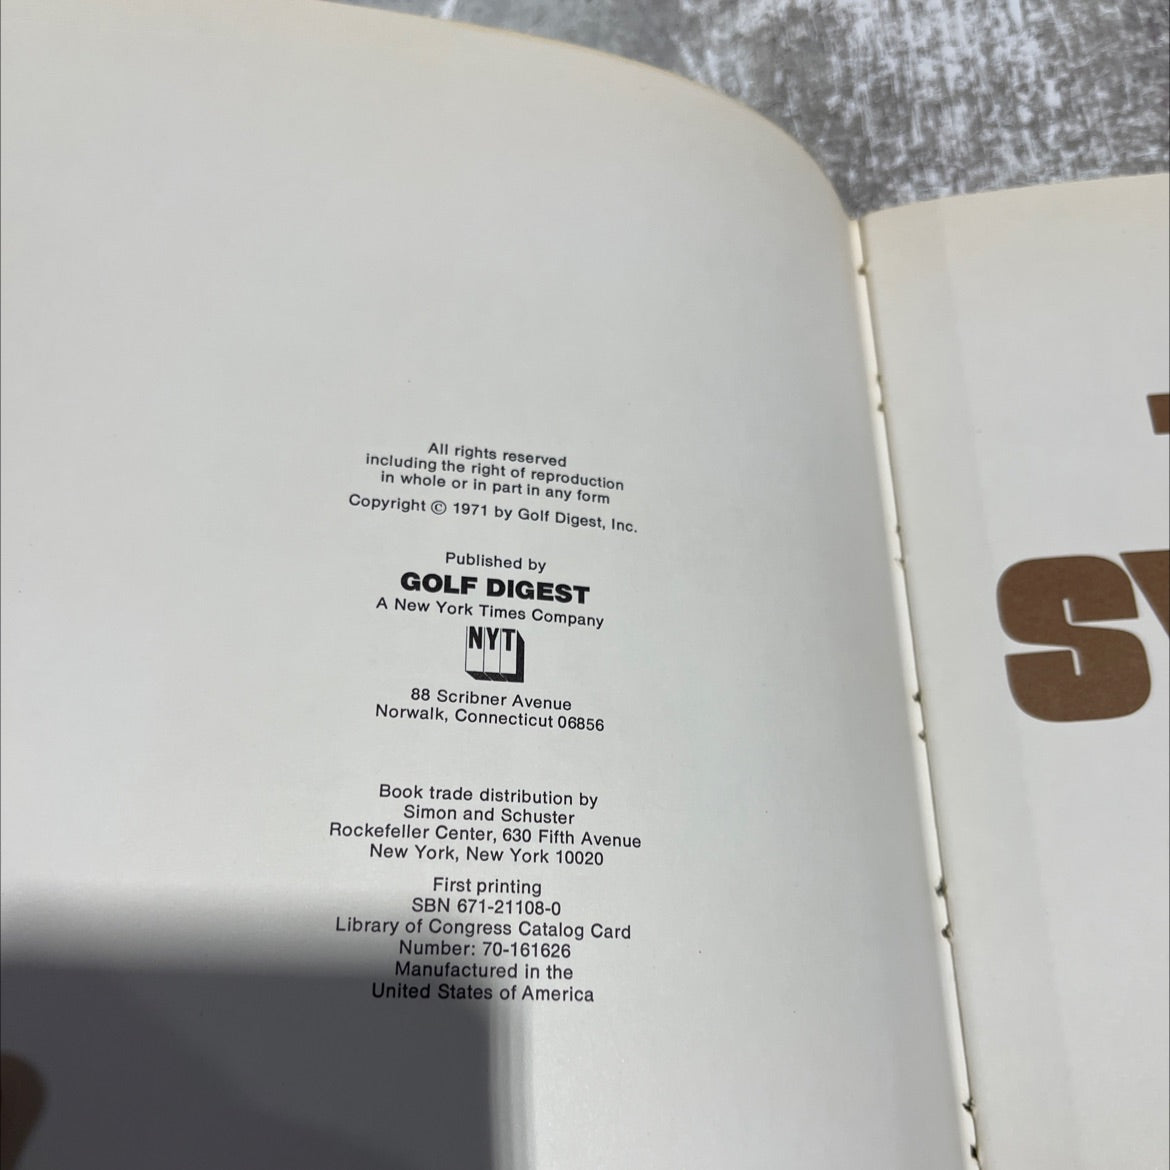 All rights reserved
including the right of reproduction
in whole or in part in any form
Copyright © 1971 by Golf Digest, Inc.
Published by
GOLF DIGEST
A New York Times Company
NYT
88 Scribner Avenue
Norwalk, Connecticut 06856
Book trade distribution by
Simon and Schuster
Rockefeller Center, 630 Fifth Avenue
New York, New York 10020
First printing
SBN 671-21108-0
Library of Congress Catalog Card
Number: 70-161626
Manufactured in the
United States of America